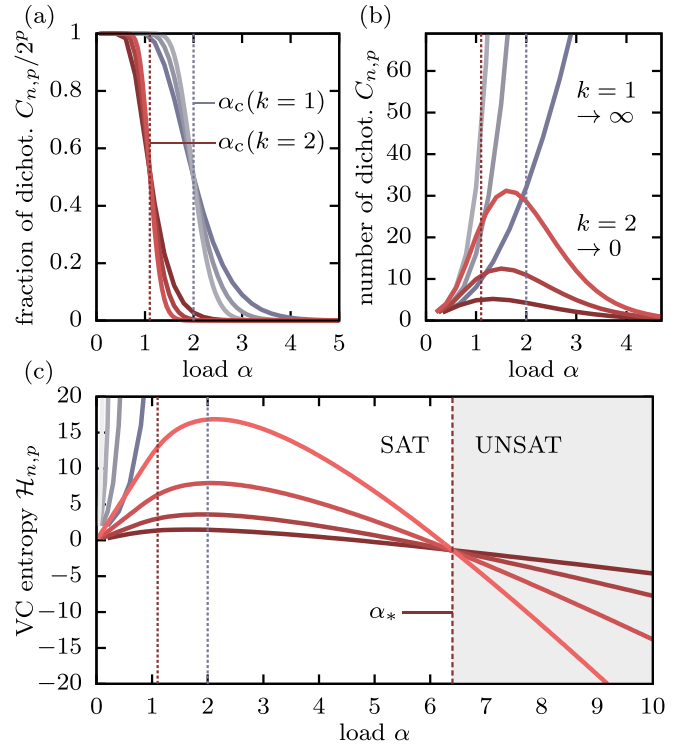 (a)
fraction of dichot. C_{n,p}/2^p
1
0.8
0.6
0.4
0.2
0
α_c(k = 1)
α_c(k = 2)
0 1 2 3 4 5
load α
(b)
number of dichot. C_{n,p}
60
50
40
30
20
10
0
k = 1
→ ∞
k = 2
→ 0
0 1 2 3 4
load α
(c)
VC entropy ℋ_{n,p}
20
15
10
5
0
−5
−10
−15
−20
SAT UNSAT
α_*
0 1 2 3 4 5 6 7 8 9 10
load α